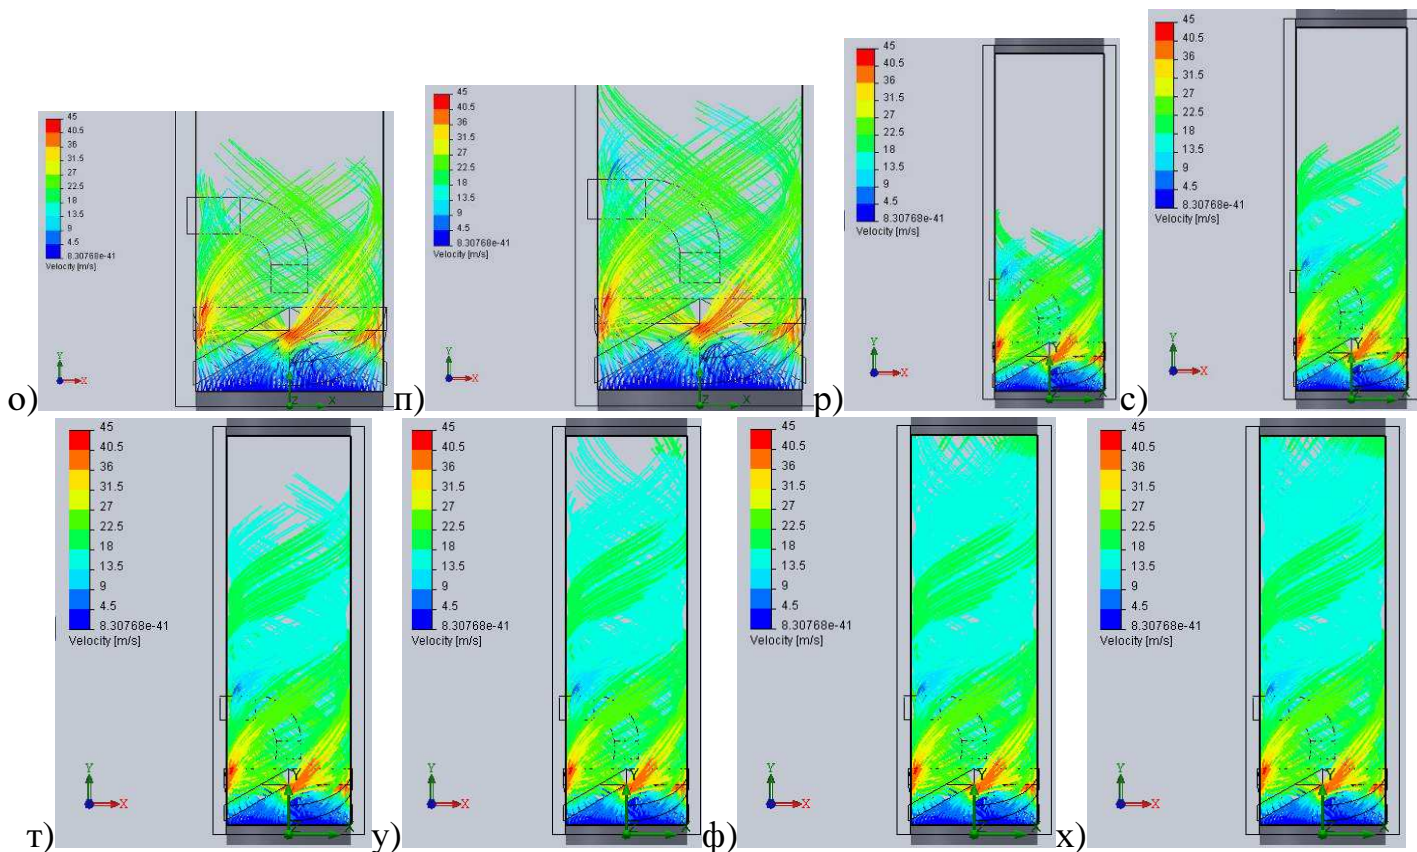 45
40.5
36
31.5
27
22.5
18
13.5
9
4.5
8.30768e-41
Velocity [m/s]
Y
X
Z
X
о)
45
40.5
36
31.5
27
22.5
18
13.5
9
4.5
8.30768e-41
Velocity [m/s]
Y
X
Z
X
п)
45
40.5
36
31.5
27
22.5
18
13.5
9
4.5
8.30768e-41
Velocity [m/s]
Y
X
Y
Z
X
р)
45
40.5
36
31.5
27
22.5
18
13.5
9
4.5
8.30768e-41
Velocity [m/s]
Y
X
Y
Z
X
с)
45
40.5
36
31.5
27
22.5
18
13.5
9
4.5
8.30768e-41
Velocity [m/s]
Y
X
Y
Z
X
т)
45
40.5
36
31.5
27
22.5
18
13.5
9
4.5
8.30768e-41
Velocity [m/s]
Y
X
Y
Z
X
у)
45
40.5
36
31.5
27
22.5
18
13.5
9
4.5
8.30768e-41
Velocity [m/s]
Y
X
Y
Z
X
ф)
45
40.5
36
31.5
27
22.5
18
13.5
9
4.5
8.30768e-41
Velocity [m/s]
Y
X
Y
Z
X
х)